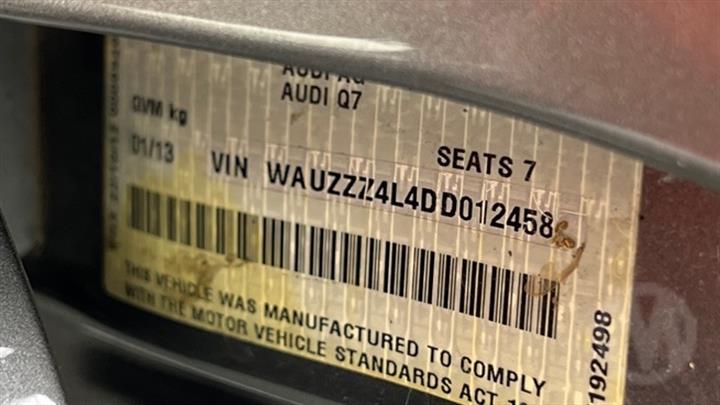 AUDI AG
AUDI Q7
GVM kg
01/13
SEATS 7
VIN WAUZZZ4L4DD012458
THIS VEHICLE WAS MANUFACTURED TO COMPLY
WITH THE MOTOR VEHICLE STANDARDS ACT
192498